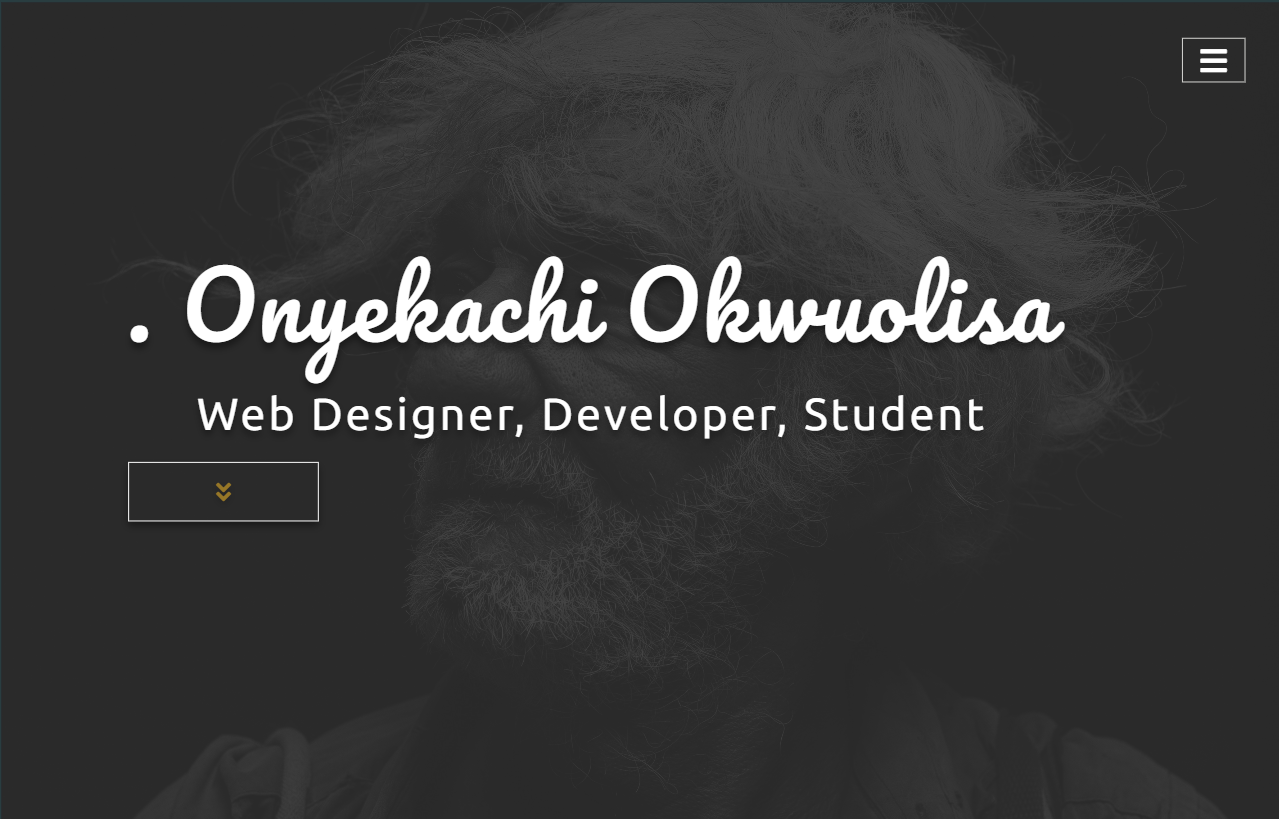 . Onyekachi Okwuolisa
Web Designer, Developer, Student